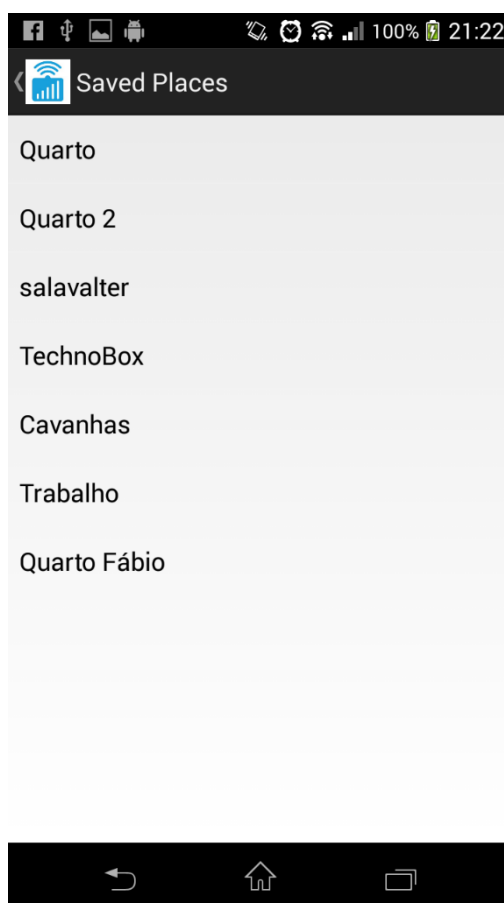 100% 21:22
Saved Places
Quarto
Quarto 2
salavalter
TechnoBox
Cavanhas
Trabalho
Quarto Fábio